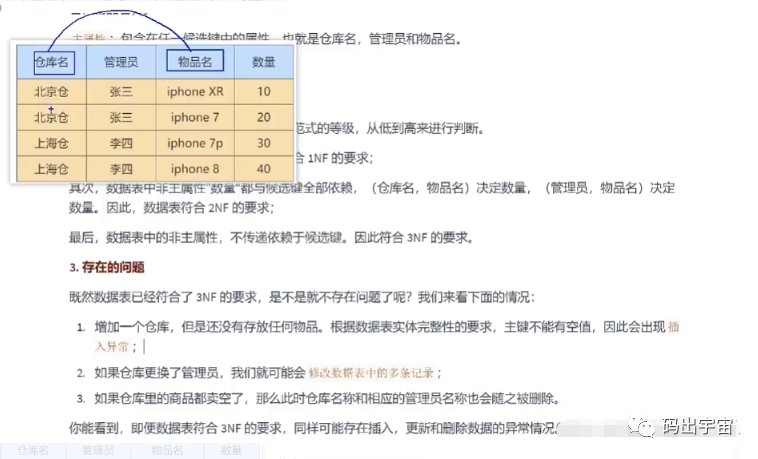 主属性：包含在任一候选键中的属性，也就是仓库名，管理员和物品名。
仓库名 管理员 物品名 数量
北京仓 张三 iphone XR 10
北京仓 张三 iphone 7 20
上海仓 李四 iphone 7p 30
上海仓 李四 iphone 8 40
范式的等级，从低到高来进行判断。
合 1NF 的要求；
其次，数据表中非主属性"数量"都与候选键全部依赖，（仓库名，物品名）决定数量，（管理员，物品名）决定
数量。因此，数据表符合 2NF 的要求；
最后，数据表中的非主属性，不传递依赖于候选键。因此符合 3NF 的要求。
3. 存在的问题
既然数据表已经符合了 3NF 的要求，是不是就不存在问题了呢？我们来看下面的情况：
1. 增加一个仓库，但是还没有存放任何物品。根据数据表实体完整性的要求，主键不能有空值，因此会出现 插
入异常；
2. 如果仓库更换了管理员，我们就可能会 修改数据表中的多条记录；
3. 如果仓库里的商品都卖空了，那么此时仓库名称和相应的管理员名称也会随之被删除。
你能看到，即便数据表符合 3NF 的要求，同样可能存在插入，更新和删除数据的异常情况。
码出宇宙
仓库名 管理员 物品名 数量